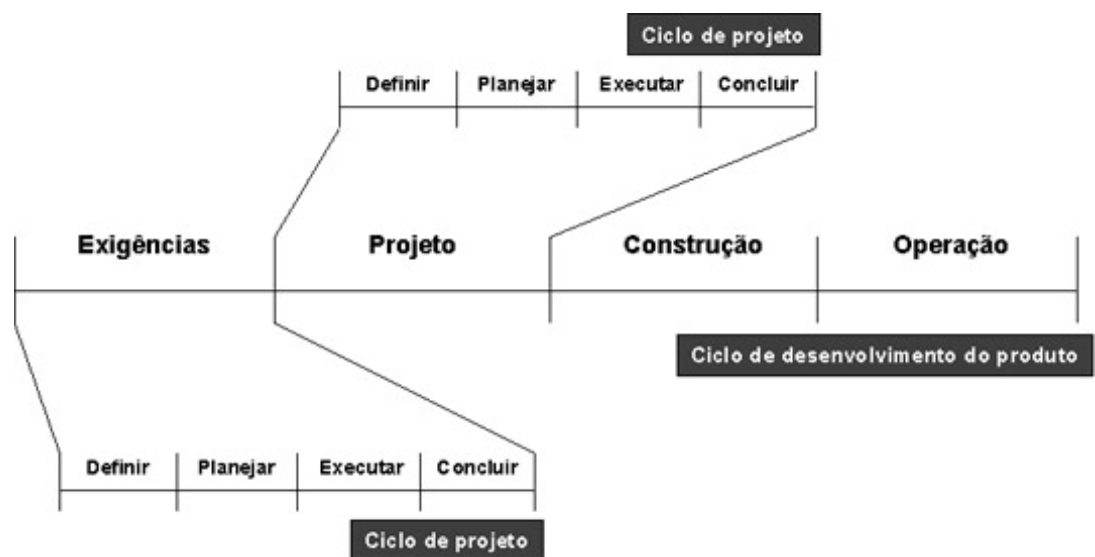 Ciclo de projeto
Definir Planejar Executar Concluir
Exigências Projeto Construção Operação
Ciclo de desenvolvimento do produto
Definir Planejar Executar Concluir
Ciclo de projeto